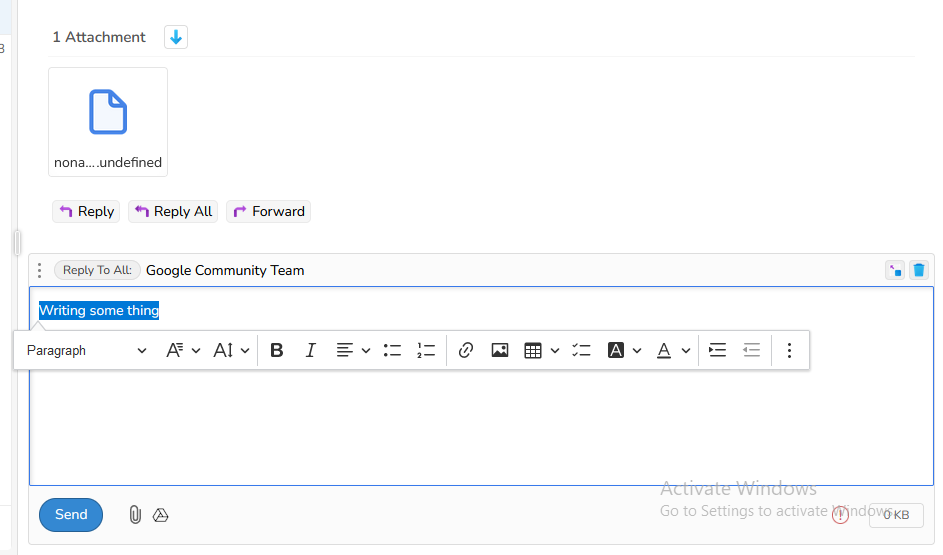 1 Attachment
3
nona....undefined
Reply
Reply All
Forward
Reply To All: Google Community Team
Writing some thing
Paragraph
Send
Activate Windows
Go to Settings to activate Windows.
0 KB